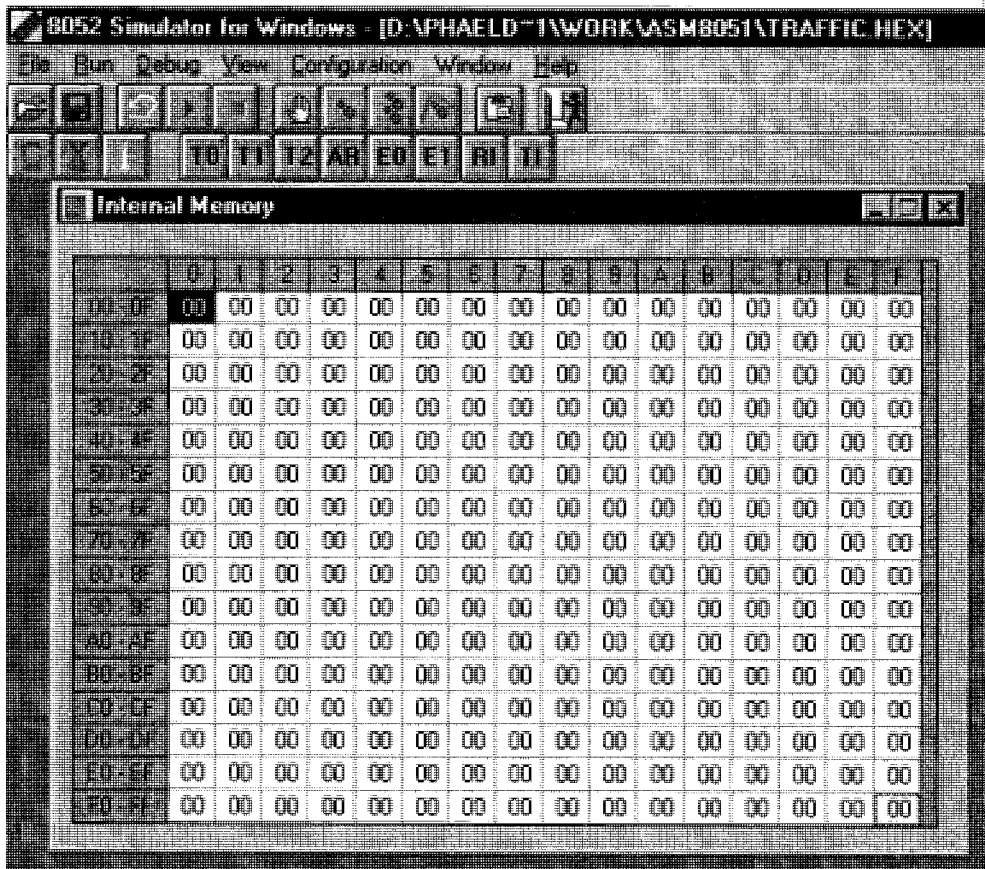 8052 Simulator for Windows - [D:\PHAELD~1\WORK\ASM8051\TRAFFIC.HEX]
File Run Debug View Configuration Window Help
T0 T1 T2 AR E0 E1 RI TI
Internal Memory
0 1 2 3 4 5 6 7 8 9 A B C D E F
00 - 0F 00 00 00 00 00 00 00 00 00 00 00 00 00 00 00 00
10 - 1F 00 00 00 00 00 00 00 00 00 00 00 00 00 00 00 00
20 - 2F 00 00 00 00 00 00 00 00 00 00 00 00 00 00 00 00
30 - 3F 00 00 00 00 00 00 00 00 00 00 00 00 00 00 00 00
40 - 4F 00 00 00 00 00 00 00 00 00 00 00 00 00 00 00 00
50 - 5F 00 00 00 00 00 00 00 00 00 00 00 00 00 00 00 00
60 - 6F 00 00 00 00 00 00 00 00 00 00 00 00 00 00 00 00
70 - 7F 00 00 00 00 00 00 00 00 00 00 00 00 00 00 00 00
80 - 8F 00 00 00 00 00 00 00 00 00 00 00 00 00 00 00 00
90 - 9F 00 00 00 00 00 00 00 00 00 00 00 00 00 00 00 00
A0 - AF 00 00 00 00 00 00 00 00 00 00 00 00 00 00 00 00
B0 - BF 00 00 00 00 00 00 00 00 00 00 00 00 00 00 00 00
C0 - CF 00 00 00 00 00 00 00 00 00 00 00 00 00 00 00 00
D0 - DF 00 00 00 00 00 00 00 00 00 00 00 00 00 00 00 00
E0 - EF 00 00 00 00 00 00 00 00 00 00 00 00 00 00 00 00
F0 - FF 00 00 00 00 00 00 00 00 00 00 00 00 00 00 00 00